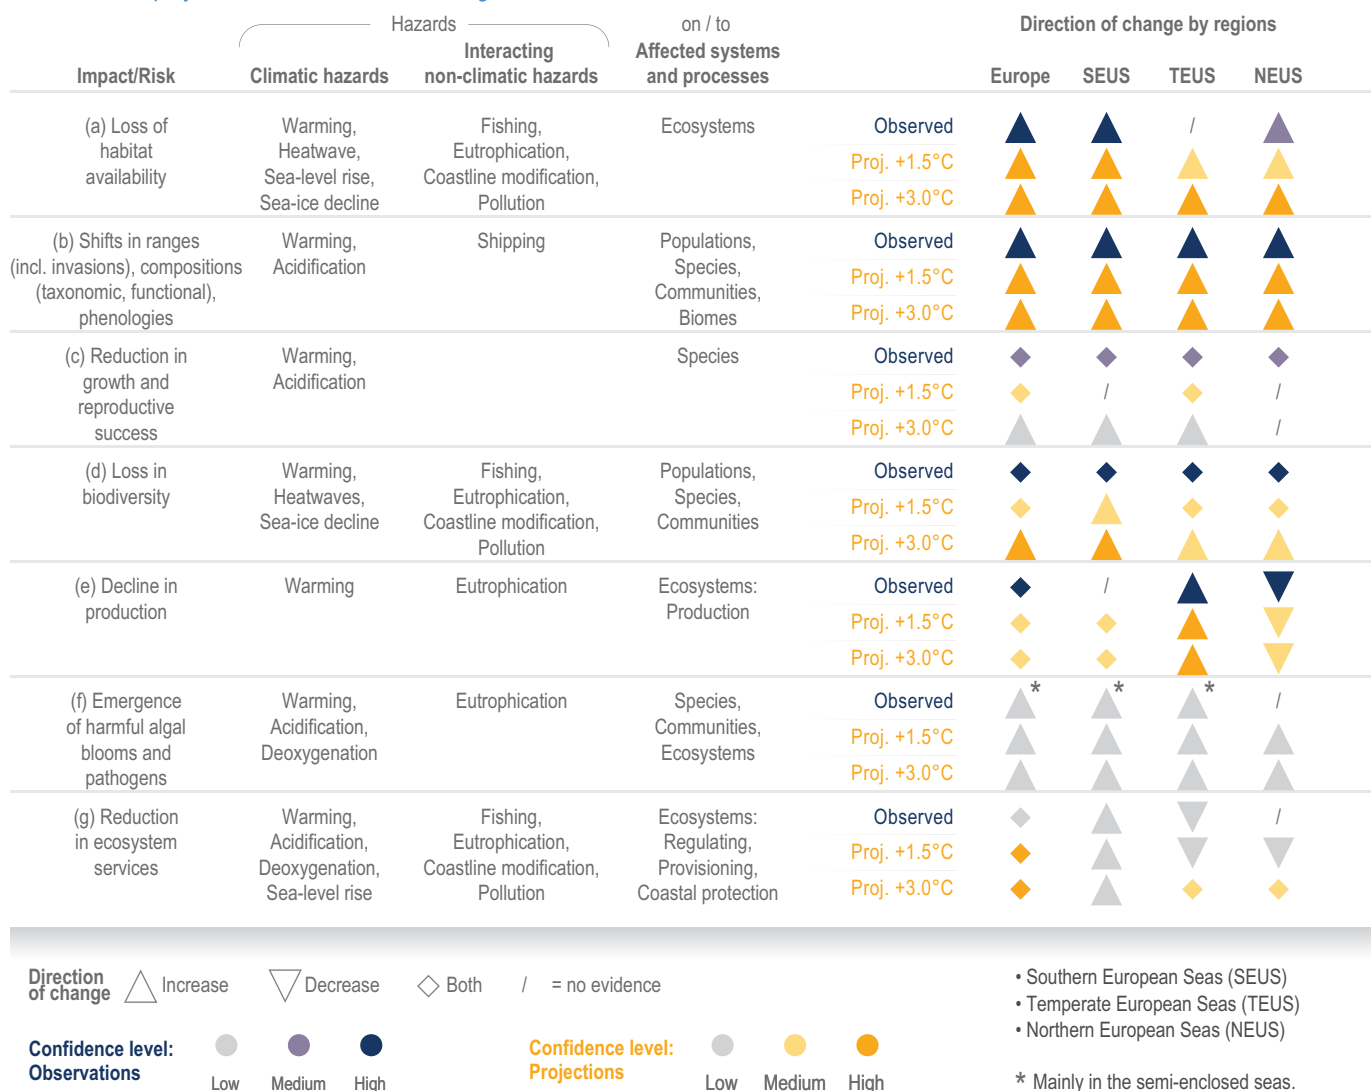 Hazards
on / to
Direction of change by regions
Impact/Risk
Climatic hazards
Interacting
non-climatic hazards
Affected systems
and processes
Europe
SEUS
TEUS
NEUS
(a) Loss of
habitat
availability
Warming,
Heatwave,
Sea-level rise,
Sea-ice decline
Fishing,
Eutrophication,
Coastline modification,
Pollution
Ecosystems
Observed
/
Proj. +1.5°C
Proj. +3.0°C
(b) Shifts in ranges
(incl. invasions), compositions
(taxonomic, functional),
phenologies
Warming,
Acidification
Shipping
Populations,
Species,
Communities,
Biomes
Observed
Proj. +1.5°C
Proj. +3.0°C
(c) Reduction in
growth and
reproductive
success
Warming,
Acidification
Species
Observed
Proj. +1.5°C
/
/
Proj. +3.0°C
/
(d) Loss in
biodiversity
Warming,
Heatwaves,
Sea-ice decline
Fishing,
Eutrophication,
Coastline modification,
Pollution
Populations,
Species,
Communities
Observed
Proj. +1.5°C
Proj. +3.0°C
(e) Decline in
production
Warming
Eutrophication
Ecosystems:
Production
Observed
/
Proj. +1.5°C
Proj. +3.0°C
(f) Emergence
of harmful algal
blooms and
pathogens
Warming,
Acidification,
Deoxygenation
Eutrophication
Species,
Communities,
Ecosystems
Observed
*
*
*
/
Proj. +1.5°C
Proj. +3.0°C
(g) Reduction
in ecosystem
services
Warming,
Acidification,
Deoxygenation,
Sea-level rise
Fishing,
Eutrophication,
Coastline modification,
Pollution
Ecosystems:
Regulating,
Provisioning,
Coastal protection
Observed
/
Proj. +1.5°C
Proj. +3.0°C
Direction
of change
Increase
Decrease
Both
/ = no evidence
• Southern European Seas (SEUS)
• Temperate European Seas (TEUS)
• Northern European Seas (NEUS)
Confidence level:
Observations
Low
Medium
High
Confidence level:
Projections
Low
Medium
High
* Mainly in the semi-enclosed seas.